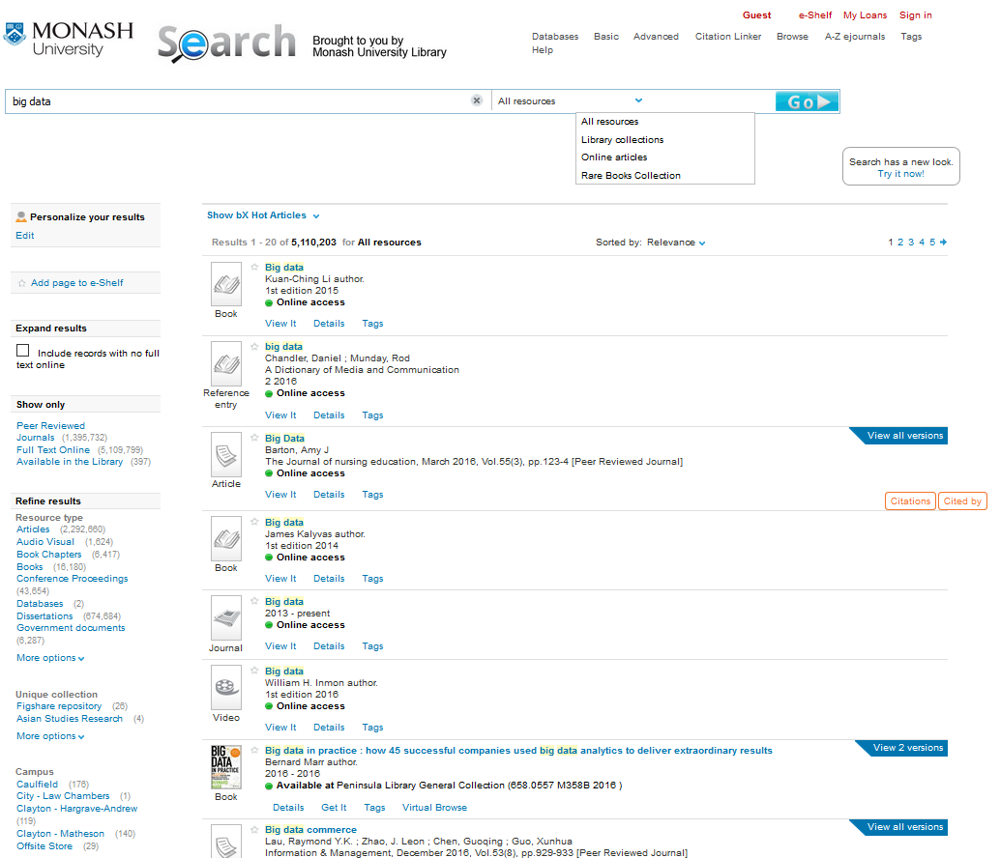 MONASH University
Search
Brought to you by
Monash University Library
Guest e-Shelf My Loans Sign in
Databases Basic Advanced Citation Linker Browse A-Z ejournals Tags
Help
big data All resources Go
All resources
Library collections
Online articles
Rare Books Collection
Search has a new look.
Try it now!
Personalize your results
Edit
Add page to e-Shelf
Expand results
Include records with no full
text online
Show only
Peer Reviewed
Journals (1,395,732)
Full Text Online (5,109,799)
Available in the Library (397)
Refine results
Resource type
Articles (2,292,660)
Audio Visual (1,624)
Book Chapters (6,417)
Books (16,180)
Conference Proceedings
(43,654)
Databases (2)
Dissertations (674,684)
Government documents
(6,287)
More options
Unique collection
Figshare repository (26)
Asian Studies Research (4)
More options
Campus
Caulfield (176)
City - Law Chambers (1)
Clayton - Hargrave-Andrew
(119)
Clayton - Matheson (140)
Offsite Store (29)
Show bX Hot Articles
Results 1 - 20 of 5,110,203 for All resources Sorted by: Relevance 1 2 3 4 5
Book
Big data
Kuan-Ching Li author.
1st edition 2015
Online access
View It Details Tags
Reference
entry
big data
Chandler, Daniel ; Munday, Rod
A Dictionary of Media and Communication
2 2016
Online access
View It Details Tags
Article
Big Data
View all versions
Barton, Amy J
The Journal of nursing education, March 2016, Vol.55(3), pp.123-4 [Peer Reviewed Journal]
Online access
View It Details Tags
Citations Cited by
Book
Big data
James Kalyvas author.
1st edition 2014
Online access
View It Details Tags
Journal
Big data
2013 - present
Online access
View It Details Tags
Video
Big data
William H. Inmon author.
1st edition 2016
Online access
View It Details Tags
BIG
DATA
IN PRACTICE
Book
Big data in practice : how 45 successful companies used big data analytics to deliver extraordinary results
View 2 versions
Bernard Marr author.
2016 - 2016
Available at Peninsula Library General Collection (658.0557 M358B 2016 )
Details Get It Tags Virtual Browse
Big data commerce
View all versions
Lau, Raymond Y.K. ; Zhao, J. Leon ; Chen, Guoqing ; Guo, Xunhua
Information & Management, December 2016, Vol.53(8), pp.929-933 [Peer Reviewed Journal]